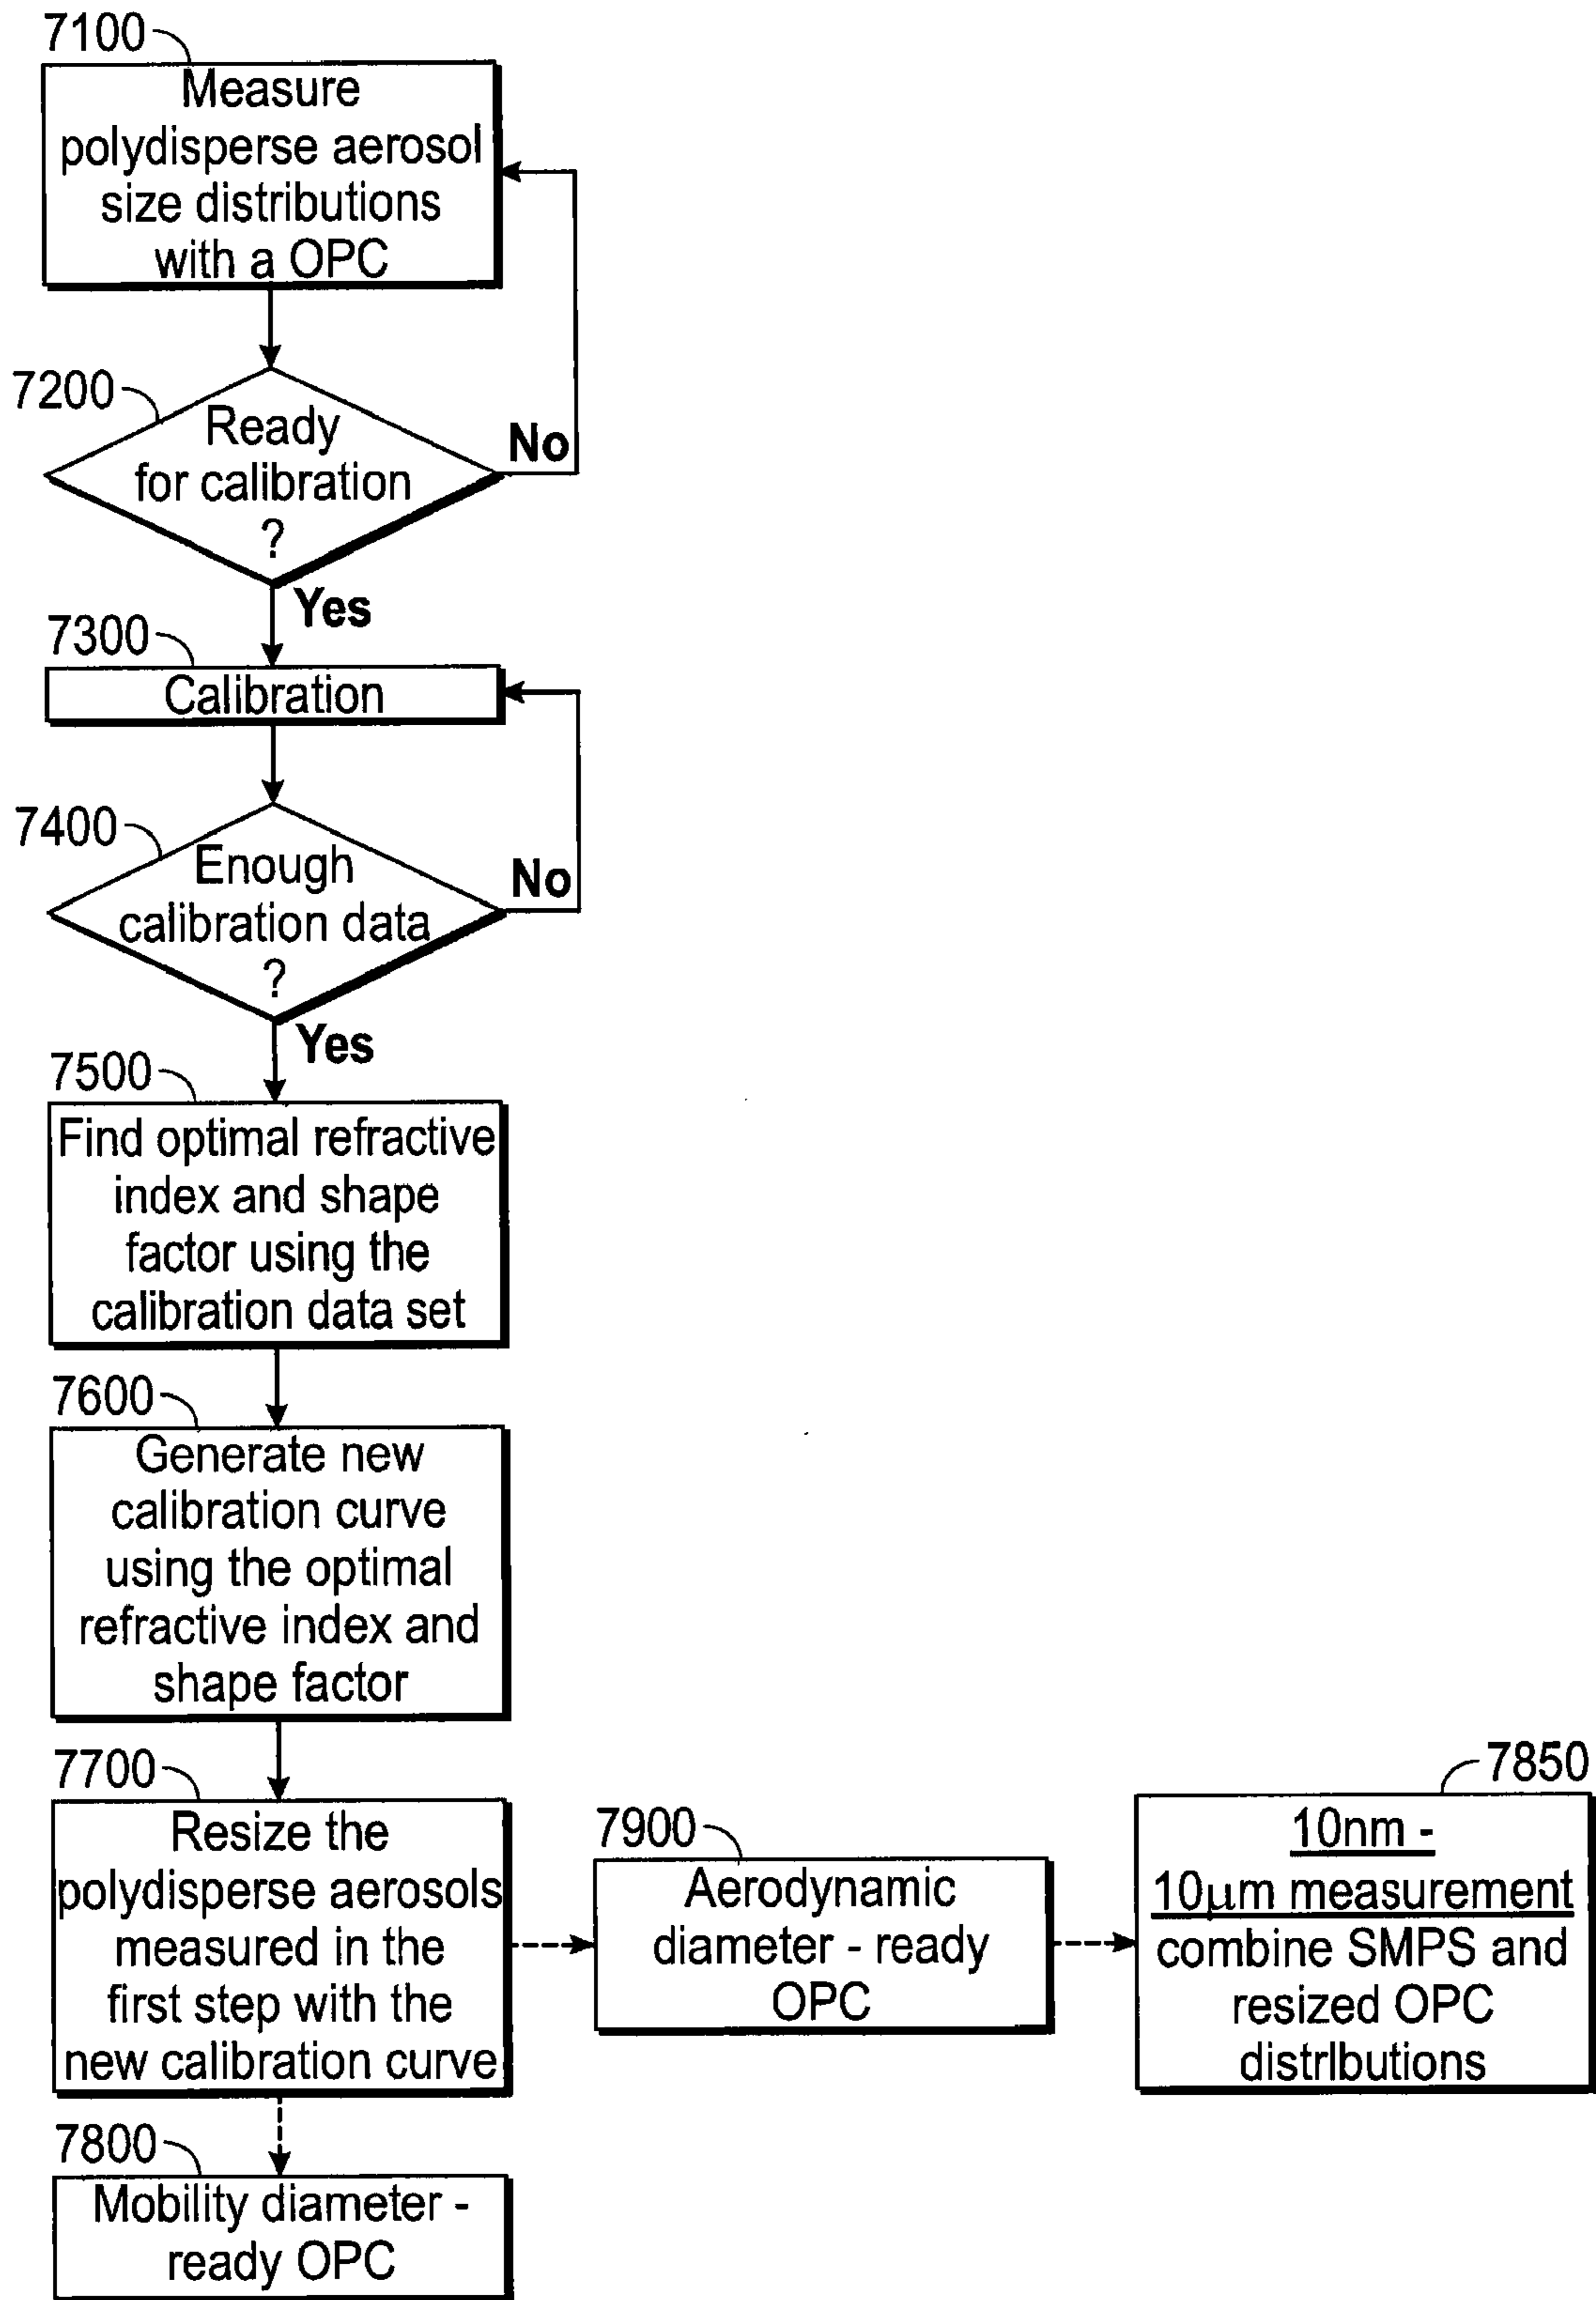 7100
Measure
polydisperse aerosol
size distributions
with a OPC
7200
Ready
for calibration
?
No
Yes
7300
Calibration
7400
Enough
calibration data
?
No
Yes
7500
Find optimal refractive
index and shape
factor using the
calibration data set
7600
Generate new
calibration curve
using the optimal
refractive index and
shape factor
7700
Resize the
polydisperse aerosols
measured in the
first step with the
new calibration curve
7900
Aerodynamic
diameter - ready
OPC
7850
10nm -
10μm measurement
combine SMPS and
resized OPC
distributions
7800
Mobility diameter -
ready OPC